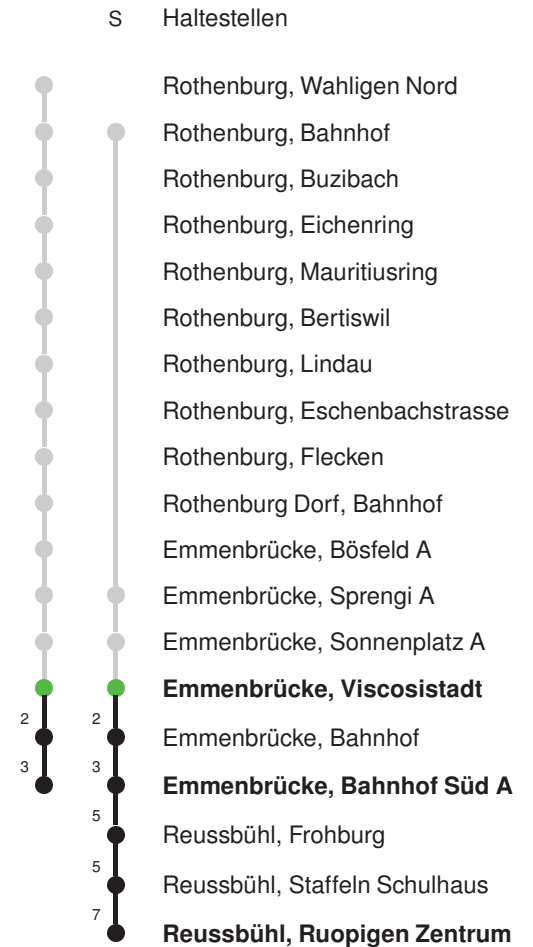 S Haltestellen
Rothenburg, Wahligen Nord
Rothenburg, Bahnhof
Rothenburg, Buzibach
Rothenburg, Eichenring
Rothenburg, Mauritiusring
Rothenburg, Bertiswil
Rothenburg, Lindau
Rothenburg, Eschenbachstrasse
Rothenburg, Flecken
Rothenburg Dorf, Bahnhof
Emmenbrücke, Bösfeld A
Emmenbrücke, Sprengi A
Emmenbrücke, Sonnenplatz A
Emmenbrücke, Viscosistadt
2 2 Emmenbrücke, Bahnhof
3 3 Emmenbrücke, Bahnhof Süd A
5 Reussbühl, Frohburg
5 Reussbühl, Staffeln Schulhaus
7 Reussbühl, Ruopigen Zentrum